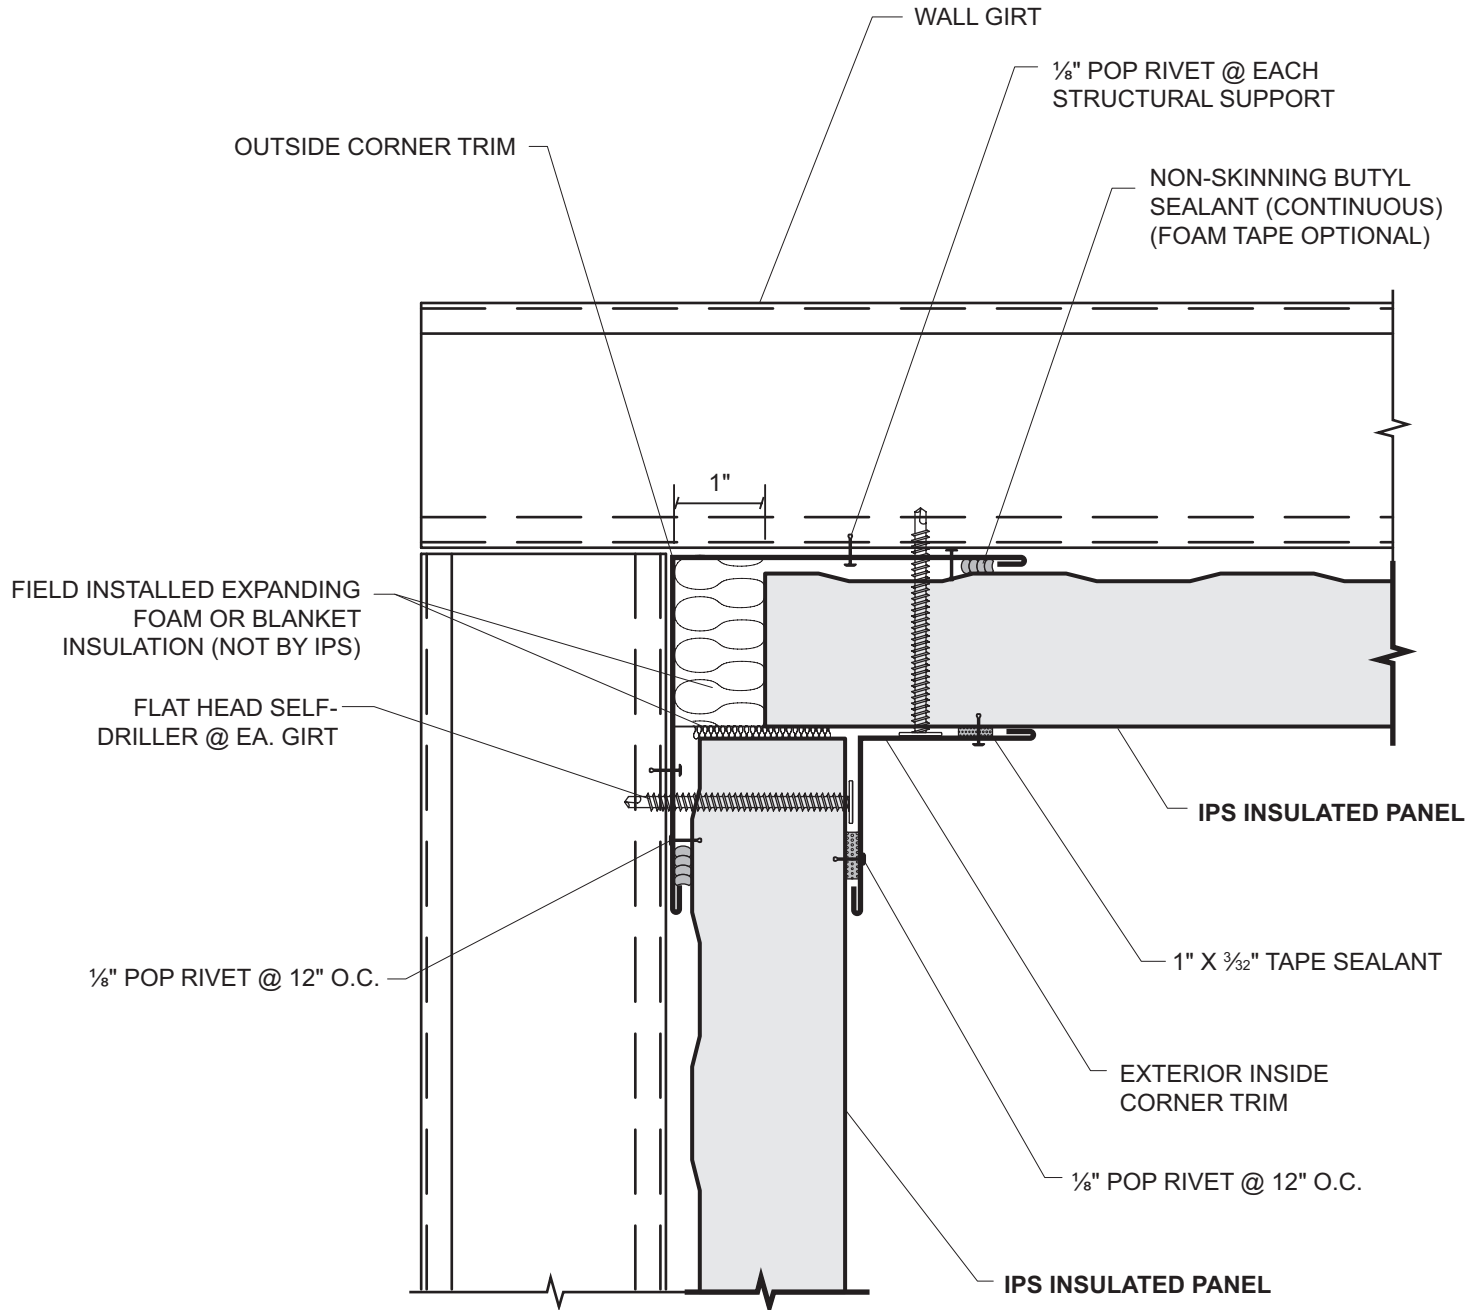 WALL GIRT
⅛" POP RIVET @ EACH
STRUCTURAL SUPPORT
OUTSIDE CORNER TRIM
NON-SKINNING BUTYL
SEALANT (CONTINUOUS)
(FOAM TAPE OPTIONAL)
1"
FIELD INSTALLED EXPANDING
FOAM OR BLANKET
INSULATION (NOT BY IPS)
FLAT HEAD SELF-
DRILLER @ EA. GIRT
IPS INSULATED PANEL
⅛" POP RIVET @ 12" O.C.
1" X 3⁄32" TAPE SEALANT
EXTERIOR INSIDE
CORNER TRIM
⅛" POP RIVET @ 12" O.C.
IPS INSULATED PANEL